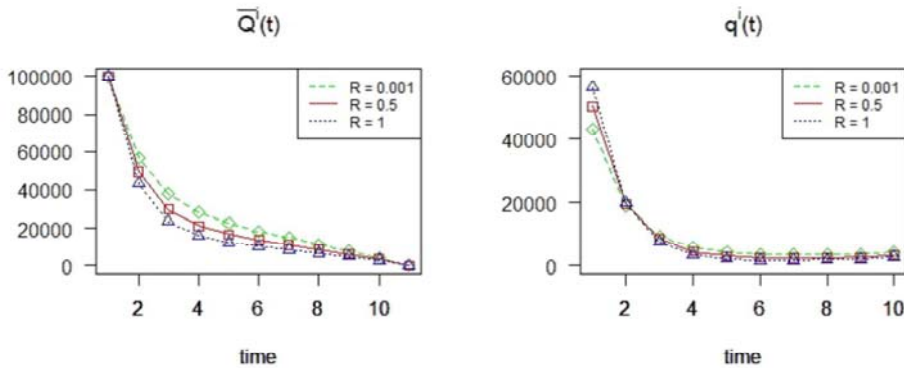 Q̅ⁱ(t)
100000
80000
60000
40000
20000
0
R = 0.001
R = 0.5
R = 1
2 4 6 8 10
time
qⁱ(t)
60000
40000
20000
0
R = 0.001
R = 0.5
R = 1
2 4 6 8 10
time